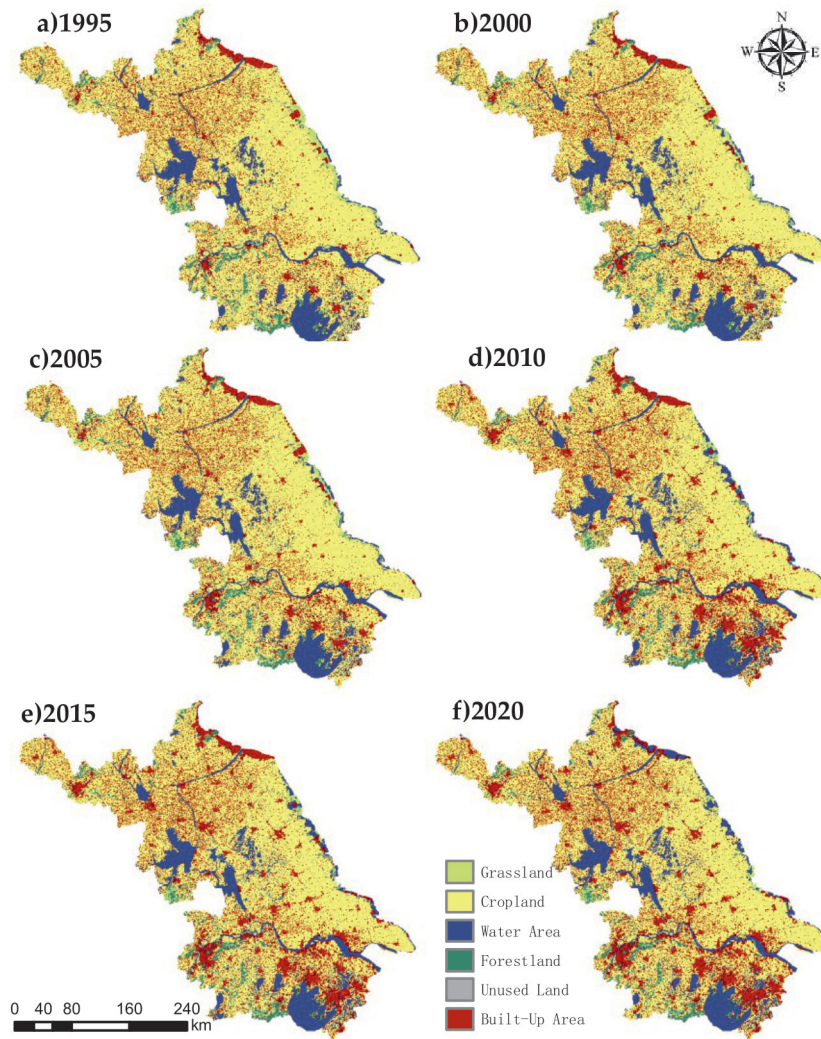 a)1995
b)2000
N
W E
S
c)2005
d)2010
e)2015
f)2020
Grassland
Cropland
Water Area
Forestland
Unused Land
Built-Up Area
0 40 80 160 240
km